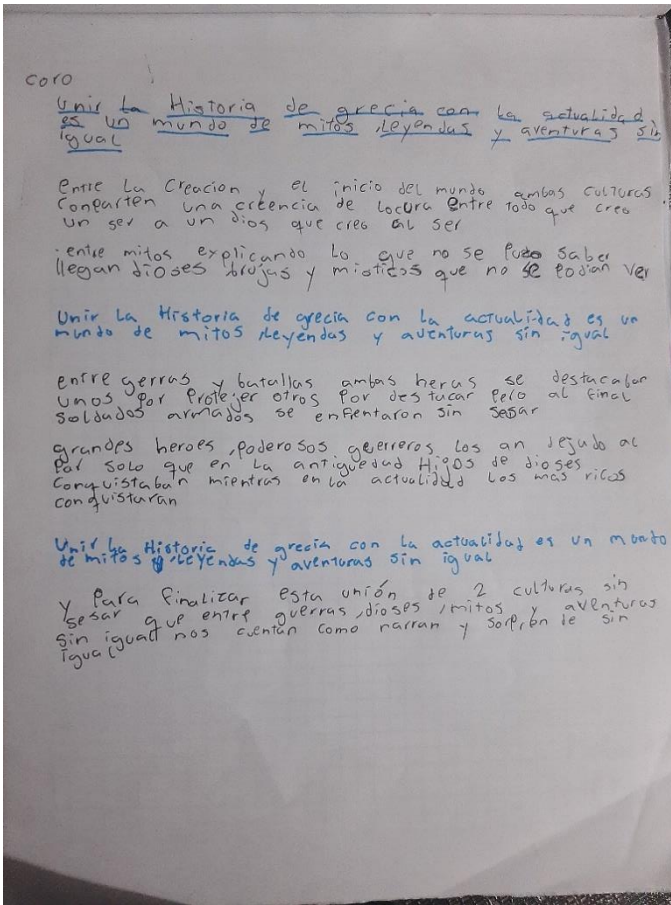 coro
Unir la Historia de grecia con la actualidad
es un mundo de mitos ,leyendas y aventuras sin
igual
entre La Creacion y el inicio del mundo ambas culturas
comparten una creencia de locura entre todo que creo
un ser a un dios que creo al ser
entre mitos explicando lo que no se pudo saber
llegan dioses brujas y misticos que no se podian ver
Unir La Historia de grecia con la actualidad es un
mundo de mitos ,leyendas y aventuras sin igual
entre gerras y batallas ambas heras se destacaban
unos por protejer otros por destacar pero al final
soldados armados se enfentaron sin sesar
grandes heroes ,poderosos gerreros los an dejado al
par solo que en la antiguedad Hijos de dioses
conquistaban mientras en la actualidad los mas ricos
conquistaran
Unir la Historia de grecia con la actualidad es un mundo
de mitos ,leyendas y aventuras sin igual
y para finalizar esta unión de 2 culturas sin
sesar que entre guerras ,dioses ,mitos y aventuras
sin igual nos cuentan como narran y sorprende sin
igual